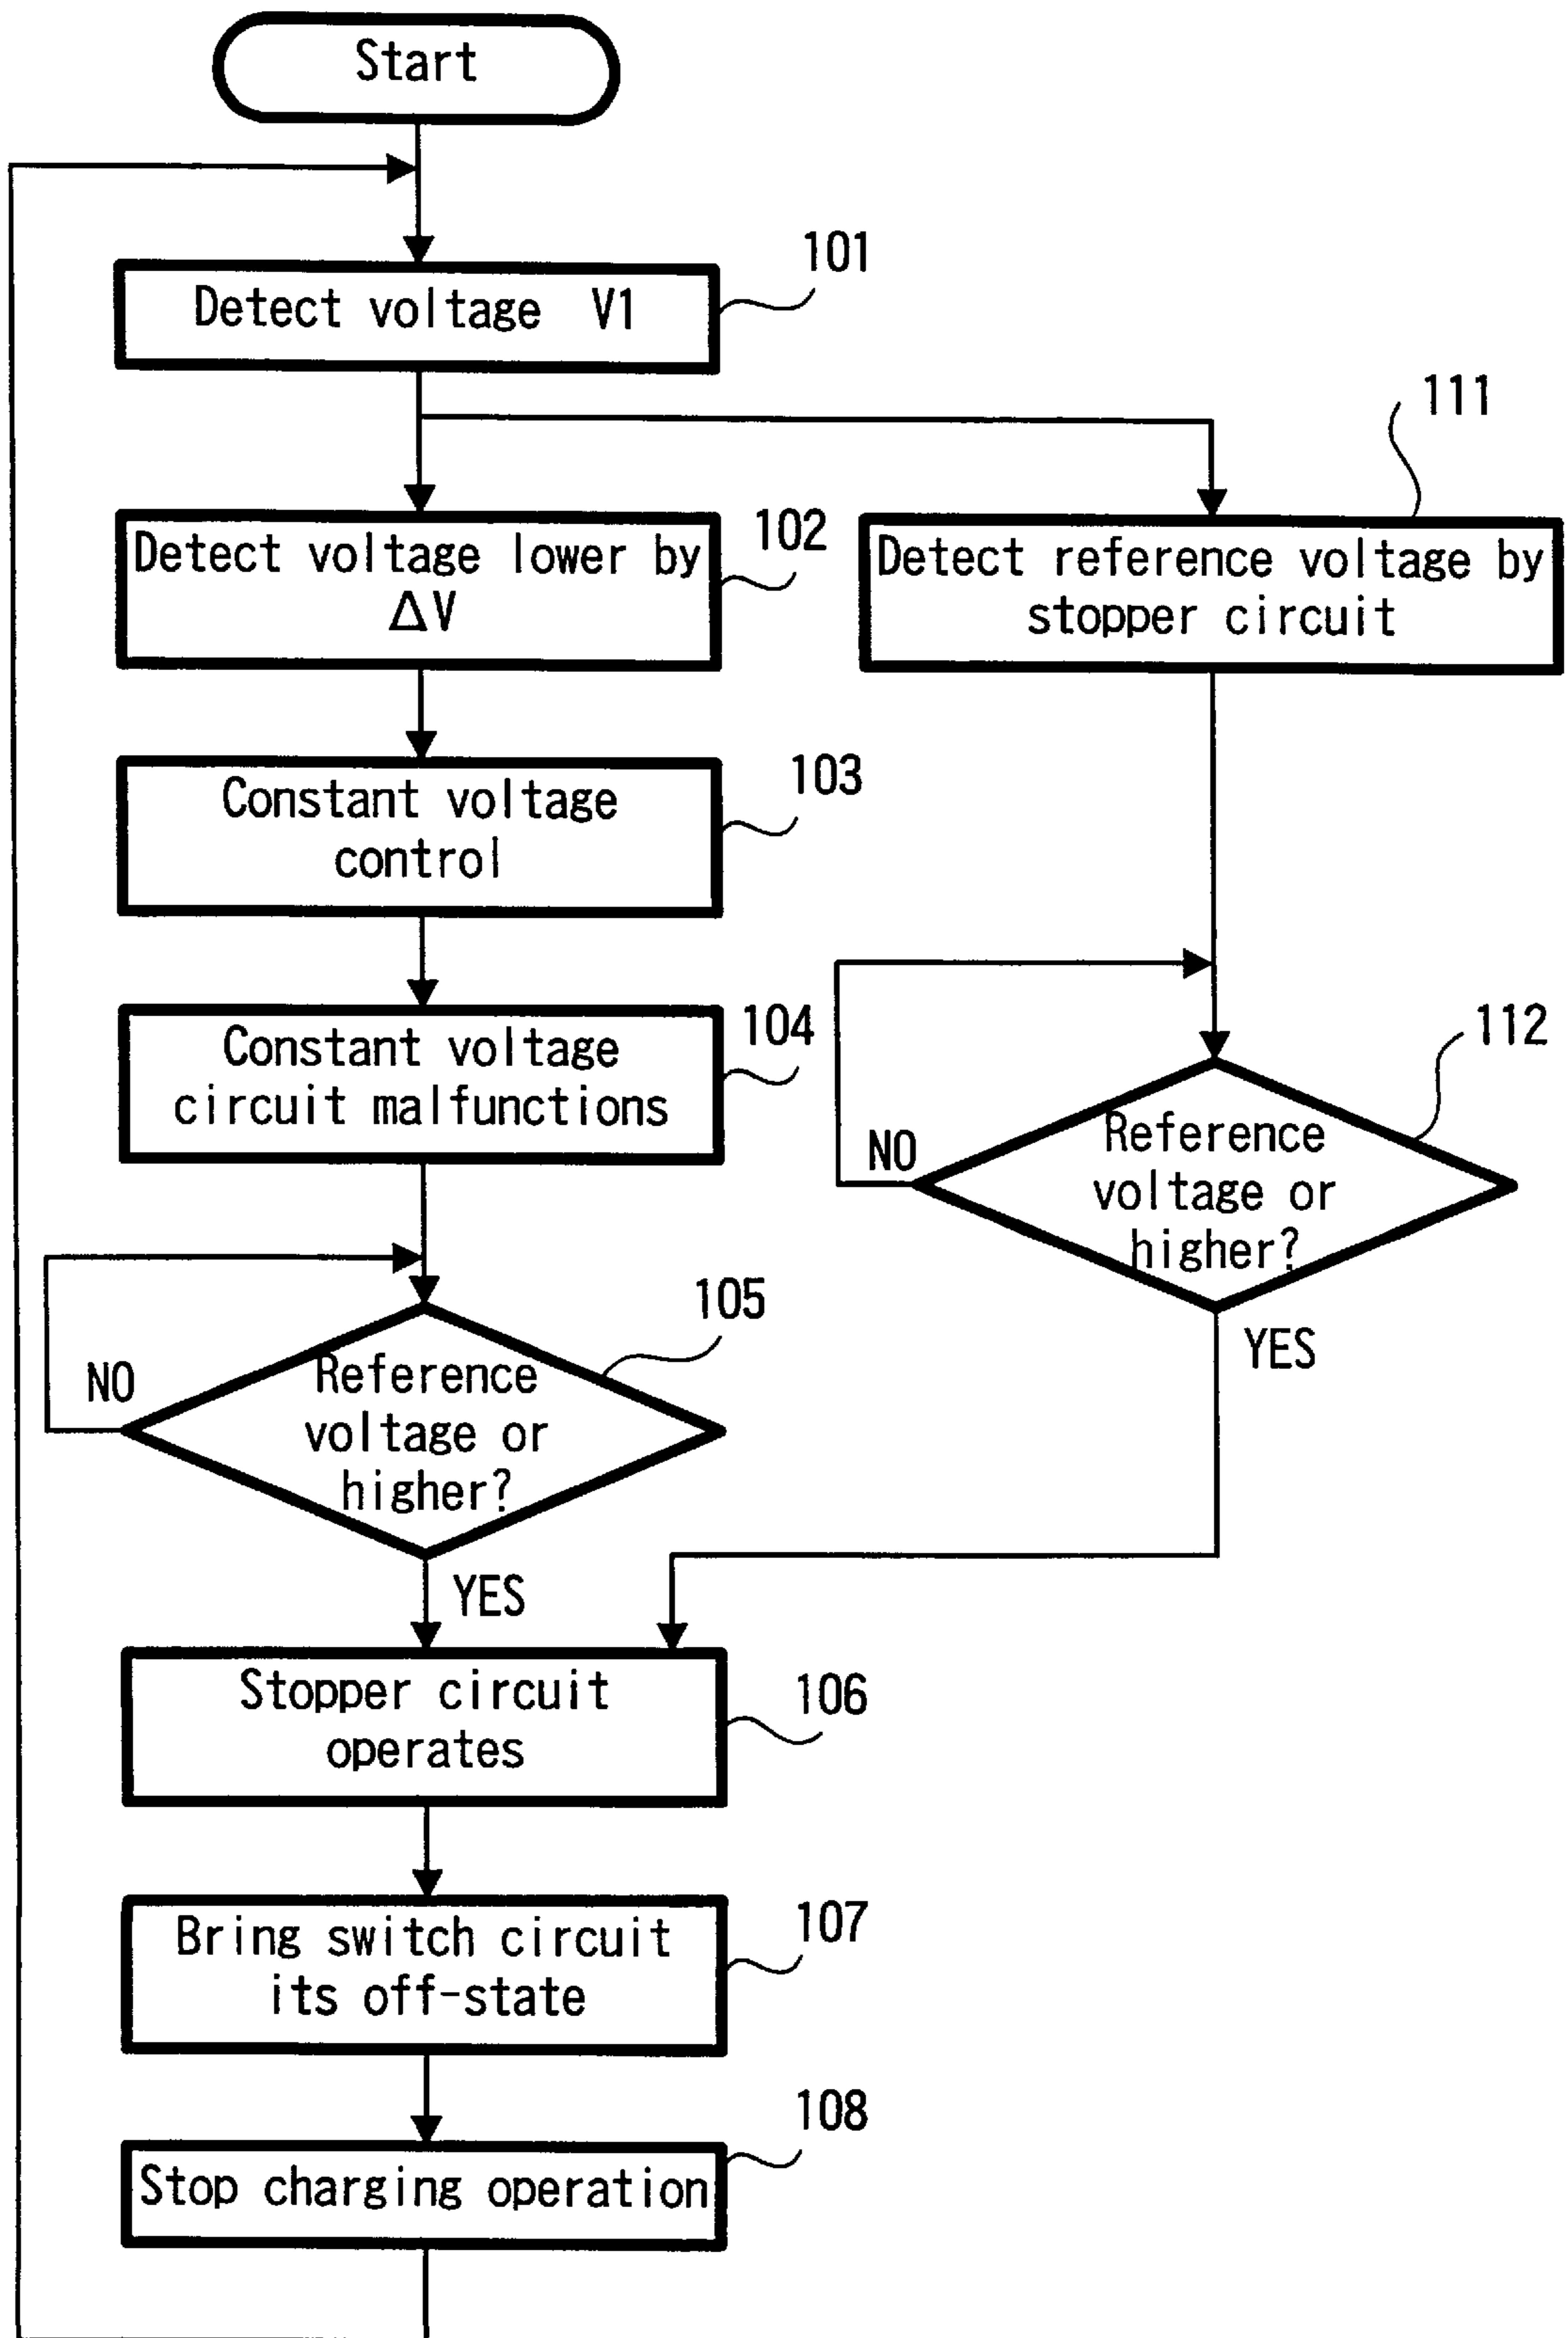 Start
101
Detect voltage V1
111
102
Detect voltage lower by
ΔV
Detect reference voltage by
stopper circuit
103
Constant voltage
control
104
Constant voltage
circuit malfunctions
112
Reference
voltage or
higher?
NO
YES
105
Reference
voltage or
higher?
NO
YES
106
Stopper circuit
operates
107
Bring switch circuit
its off-state
108
Stop charging operation